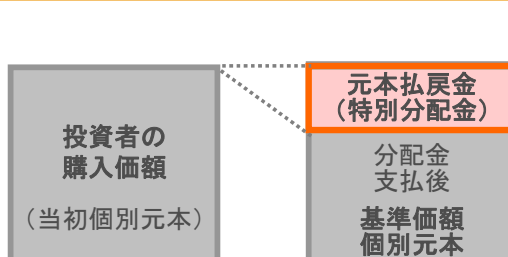 投資者の
購入価額
（当初個別元本）
元本払戻金
（特別分配金）
分配金
支払後
基準価額
個別元本